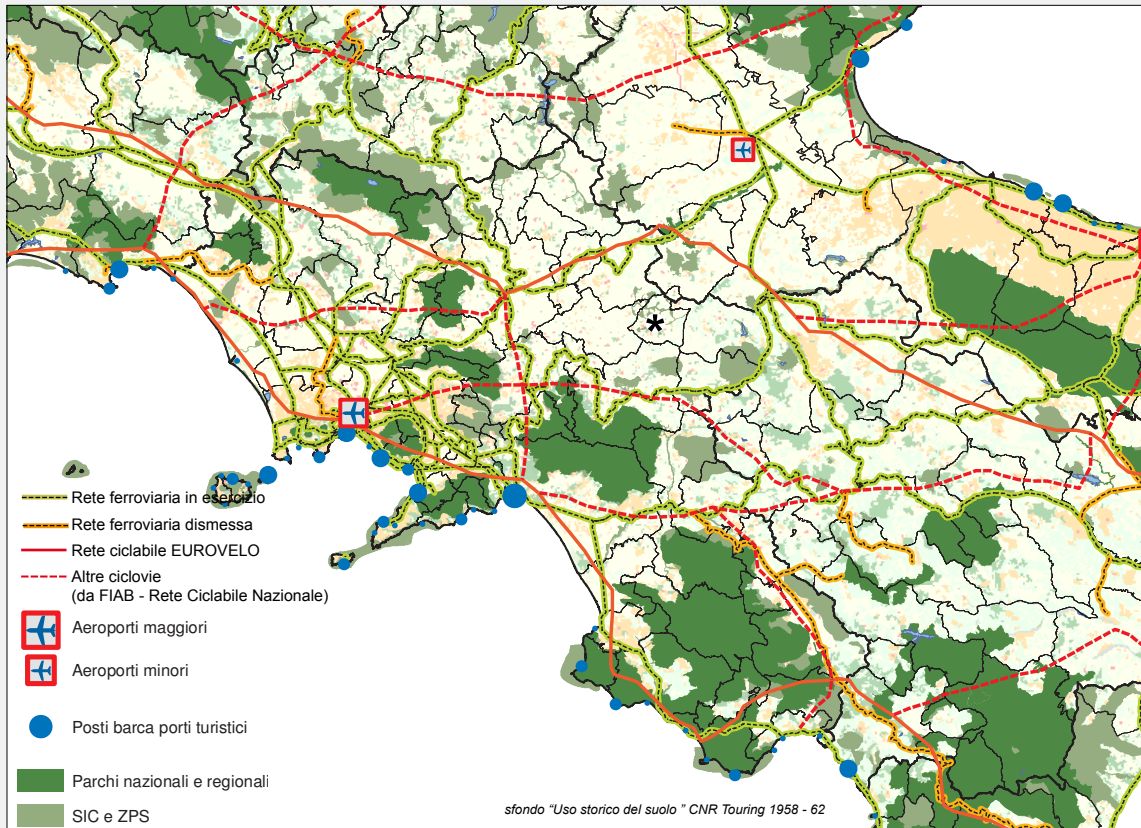 *
Rete ferroviaria in esercizio
Rete ferroviaria dismessa
Rete ciclabile EUROVELO
Altre ciclovie
(da FIAB - Rete Ciclabile Nazionale)
Aeroporti maggiori
Aeroporti minori
Posti barca porti turistici
Parchi nazionali e regionali
SIC e ZPS
sfondo “Uso storico del suolo ” CNR Touring 1958 - 62